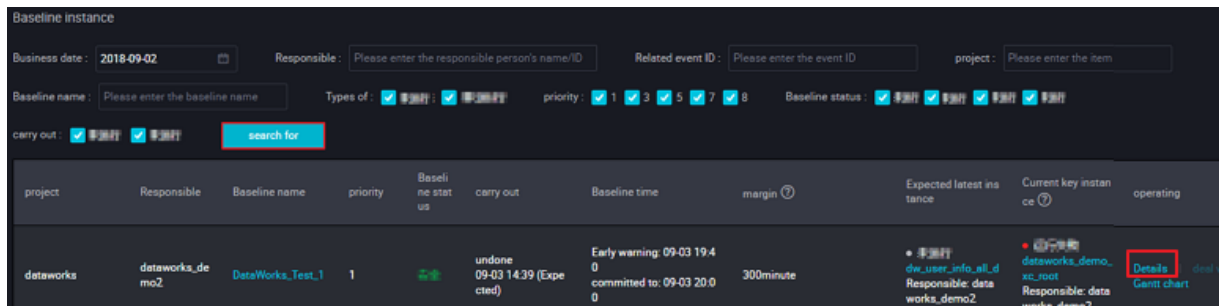 Baseline instance
Business date : 2018-09-02 Responsible : Please enter the responsible person's name/ID Related event ID : Please enter the event ID project : Please enter the item
Baseline name : Please enter the baseline name Types of : priority : 1 3 5 7 8 Baseline status :
carry out : search for
project Responsible Baseline name priority Baseli ne stat us carry out Baseline time margin Expected latest ins tance Current key instan ce operating
dataworks
dataworks_de
mo2
DataWorks_Test_1
1
undone
09-03 14:39 (Expe
cted)
Early warning: 09-03 19:4
0
committed to: 09-03 20:0
0
300minute
dw_user_info_all_d
Responsible: data
works_demo2
dataworks_demo_
xc_root
Responsible: data
works_demo2
Details deal
Gantt chart